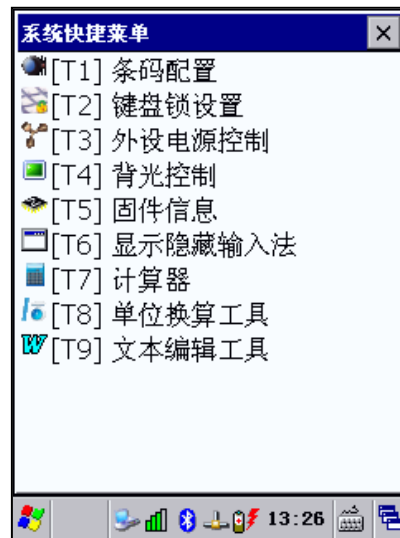 系统快捷菜单
[T1] 条码配置
[T2] 键盘锁设置
[T3] 外设电源控制
[T4] 背光控制
[T5] 固件信息
[T6] 显示隐藏输入法
[T7] 计算器
[T8] 单位换算工具
[T9] 文本编辑工具
13:26